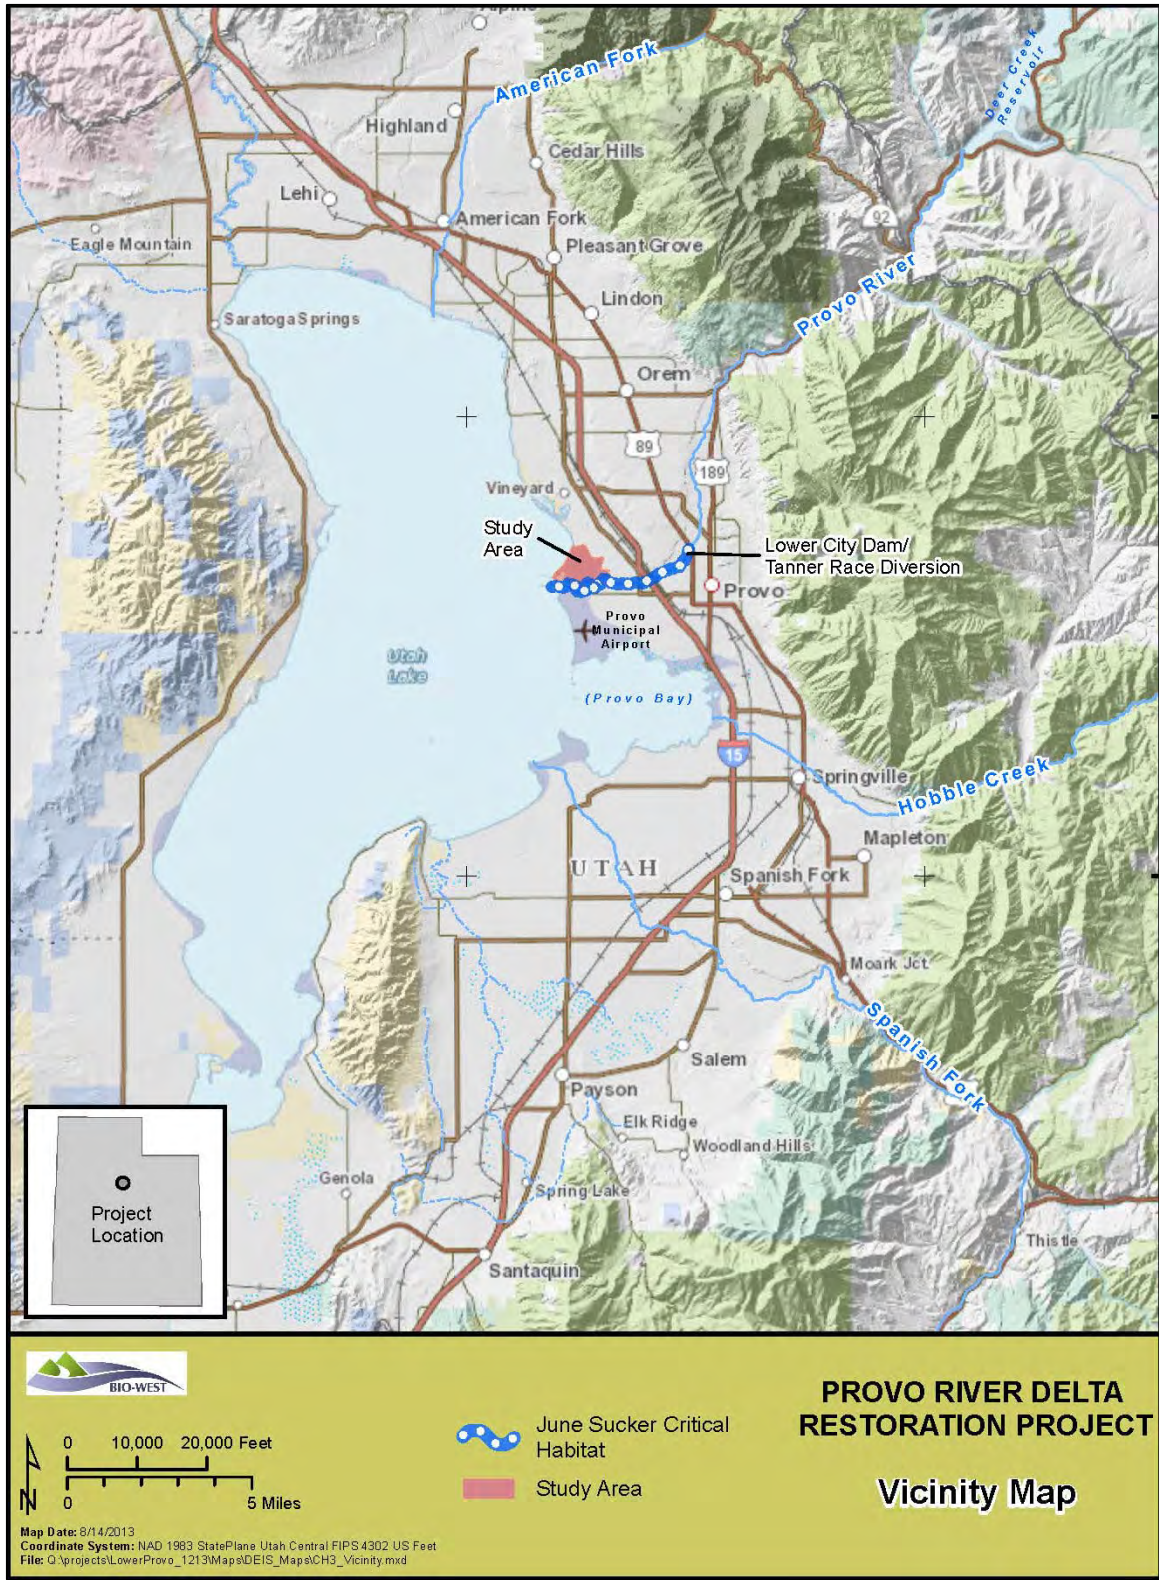 Alpine
American Fork
Deer Creek
Reservoir
Highland
Cedar Hills
Lehi
American Fork
92
Eagle Mountain
Pleasant Grove
Provo River
Lindon
Saratoga Springs
Orem
89
189
Vineyard
Study
Area
Lower City Dam/
Tanner Race Diversion
Provo
Provo
Municipal
Airport
Utah
Lake
(Provo Bay)
15
Springville
Hobble Creek
Mapleton
UTAH
Spanish Fork
Moark Jct.
Spanish Fork
Salem
Payson
Elk Ridge
Woodland Hills
Genola
Spring Lake
Project
Location
Thistle
Santaquin
BIO-WEST
PROVO RIVER DELTA
RESTORATION PROJECT
Vicinity Map
June Sucker Critical
Habitat
Study Area
0 10,000 20,000 Feet
0 5 Miles
N
Map Date: 8/14/2013
Coordinate System: NAD 1983 StatePlane Utah Central FIPS 4302 US Feet
File: Q:\projects\LowerProvo_1213\Maps\DEIS_Maps\CH3_Vicinity.mxd